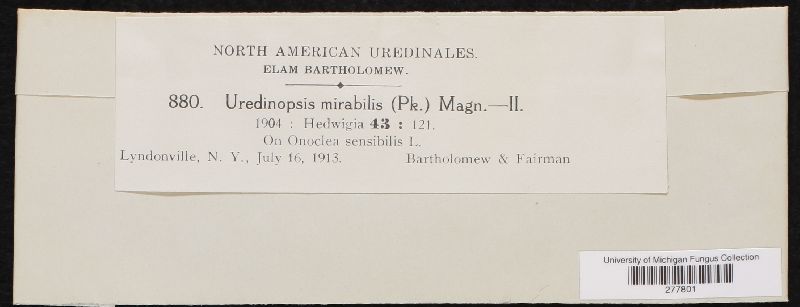 NORTH AMERICAN UREDINALES.
ELAM BARTHOLOMEW.
880. Uredinopsis mirabilis (Pk.) Magn.—II.
1904 : Hedwigia 43 : 121.
On Onoclea sensibilis L.
Lyndonville, N. Y., July 16, 1913. Bartholomew & Fairman
University of Michigan Fungus Collection
277801